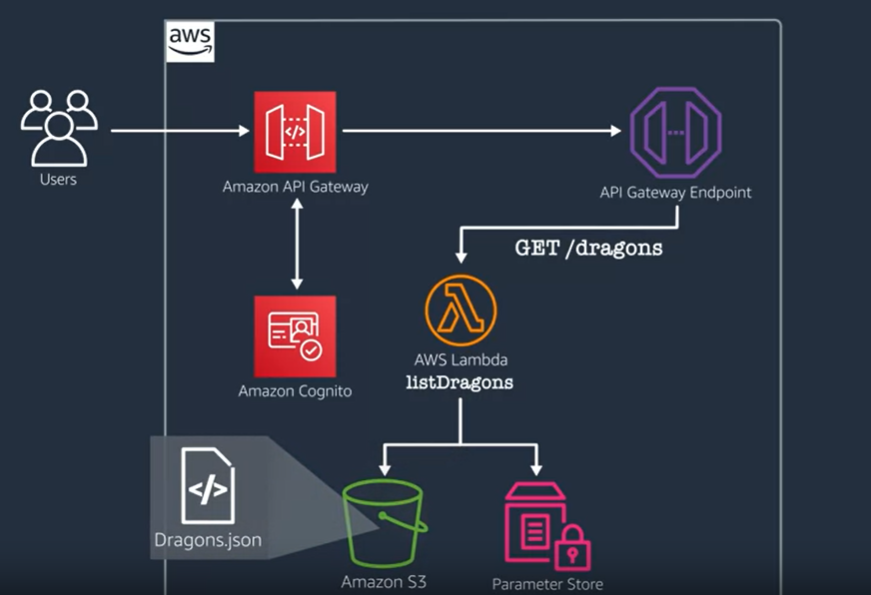 aws
Users
Amazon API Gateway
API Gateway Endpoint
GET /dragons
AWS Lambda
listDragons
Amazon Cognito
</>
Dragons.json
Amazon S3
Parameter Store